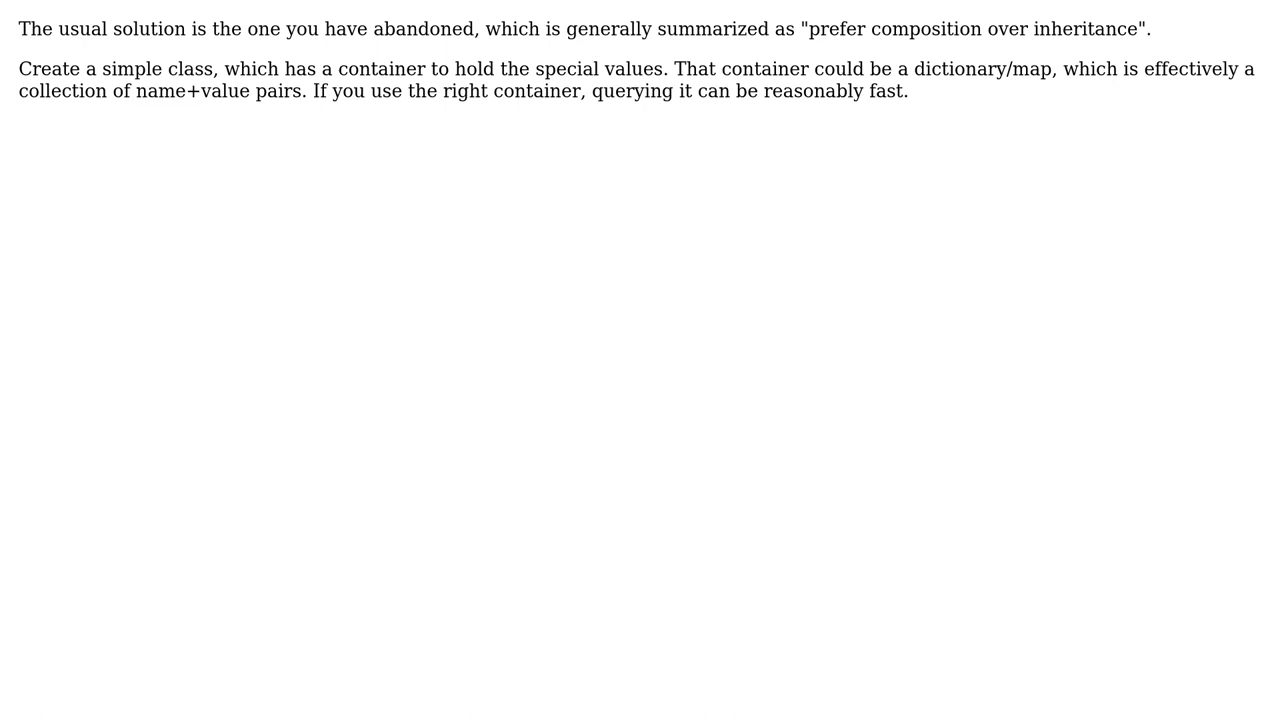 The usual solution is the one you have abandoned, which is generally summarized as "prefer composition over inheritance".
Create a simple class, which has a container to hold the special values. That container could be a dictionary/map, which is effectively a
collection of name+value pairs. If you use the right container, querying it can be reasonably fast.